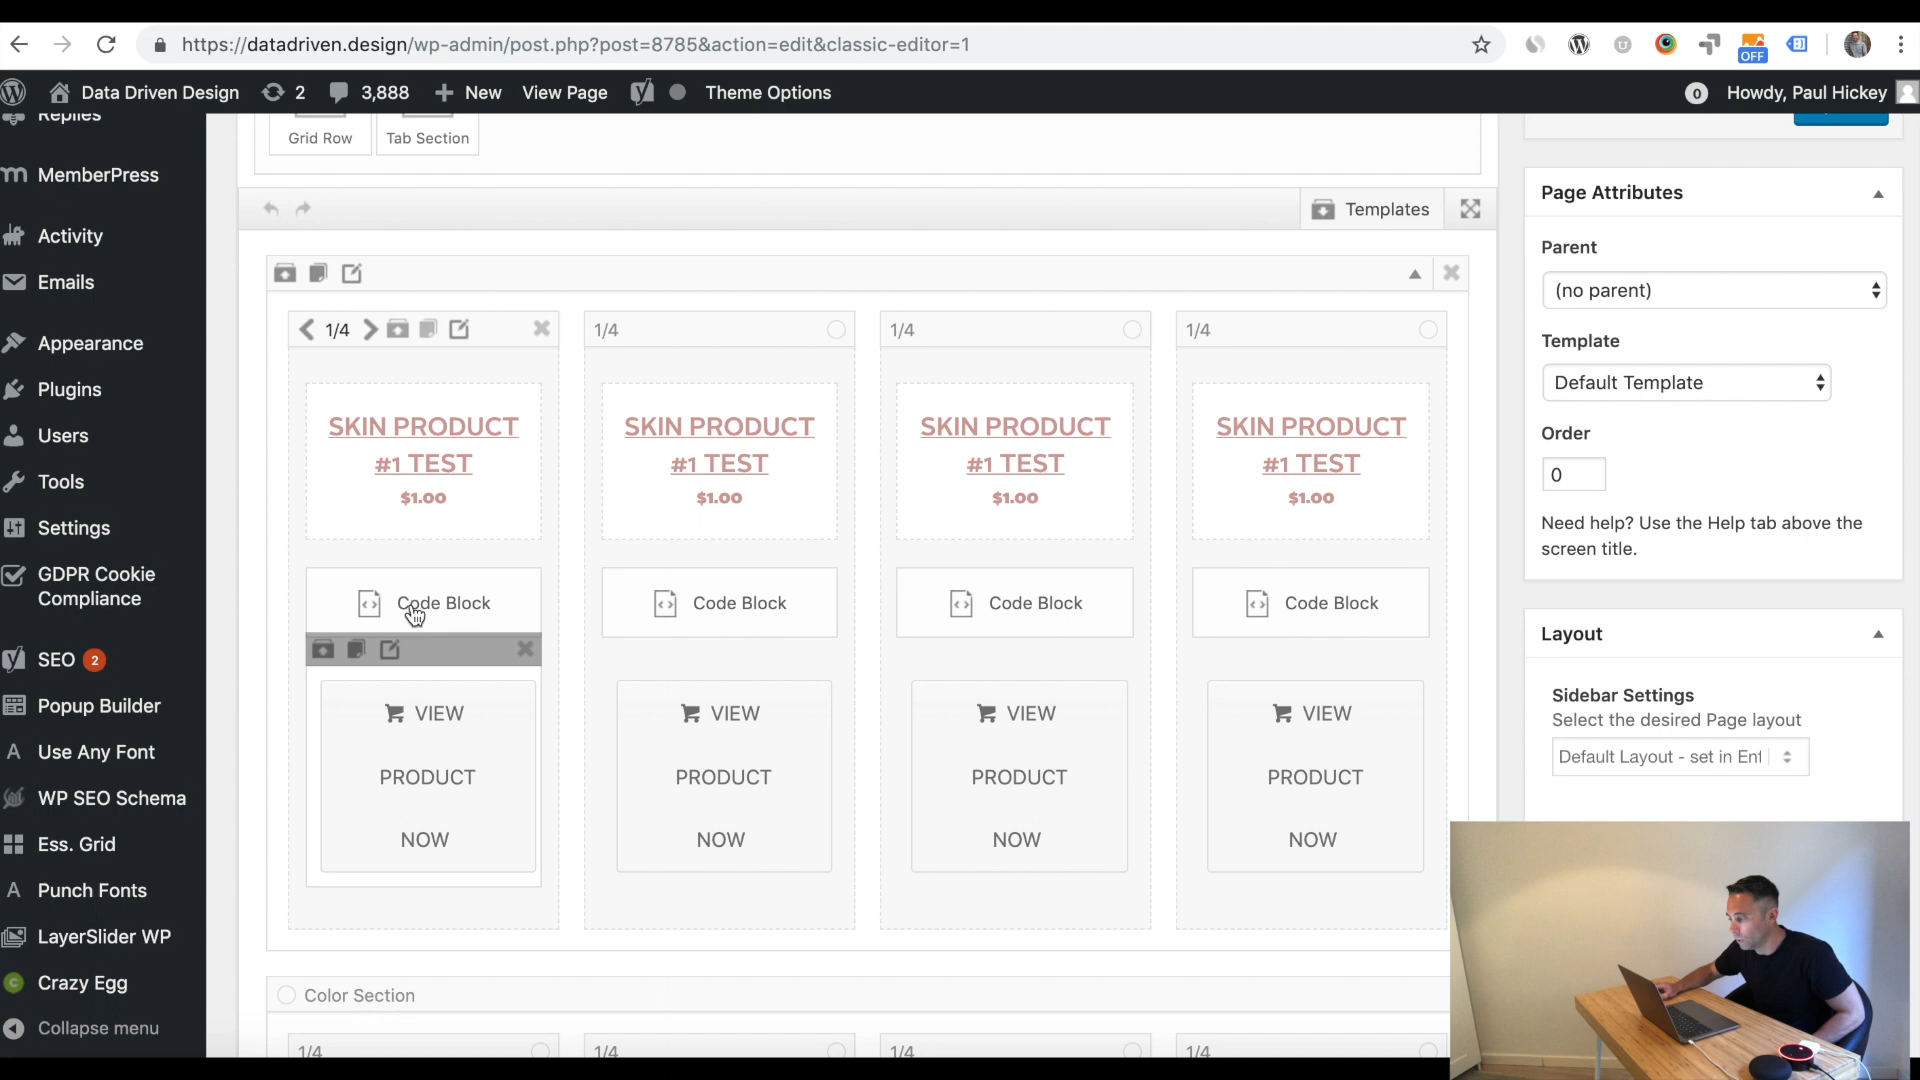 https://datadriven.design/wp-admin/post.php?post=8785&action=edit&classic-editor=1
OFF
Data Driven Design
2
3,888
New
View Page
Theme Options
0
Howdy, Paul Hickey
Replies
MemberPress
Activity
Emails
Appearance
Plugins
Users
Tools
Settings
GDPR Cookie
Compliance
SEO 2
Popup Builder
A Use Any Font
WP SEO Schema
Ess. Grid
A Punch Fonts
LayerSlider WP
C Crazy Egg
Collapse menu
Grid Row
Tab Section
Templates
1/4
1/4
1/4
1/4
SKIN PRODUCT
#1 TEST
$1.00
SKIN PRODUCT
#1 TEST
$1.00
SKIN PRODUCT
#1 TEST
$1.00
SKIN PRODUCT
#1 TEST
$1.00
Code Block
Code Block
Code Block
Code Block
VIEW
PRODUCT
NOW
VIEW
PRODUCT
NOW
VIEW
PRODUCT
NOW
VIEW
PRODUCT
NOW
Color Section
1/4
1/4
1/4
1/4
Page Attributes
Parent
(no parent)
Template
Default Template
Order
0
Need help? Use the Help tab above the
screen title.
Layout
Sidebar Settings
Select the desired Page layout
Default Layout - set in Enf